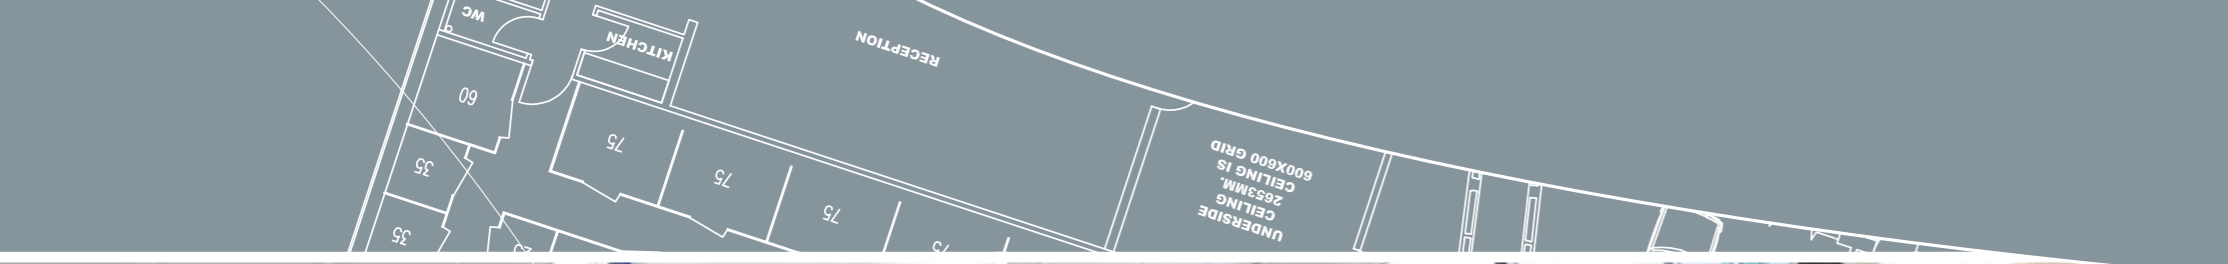 WC
KITCHEN
RECEPTION
60
75
75
75
35
35
UNDERSIDE
CEILING
2653MM.
CEILING IS
600X600 GRID